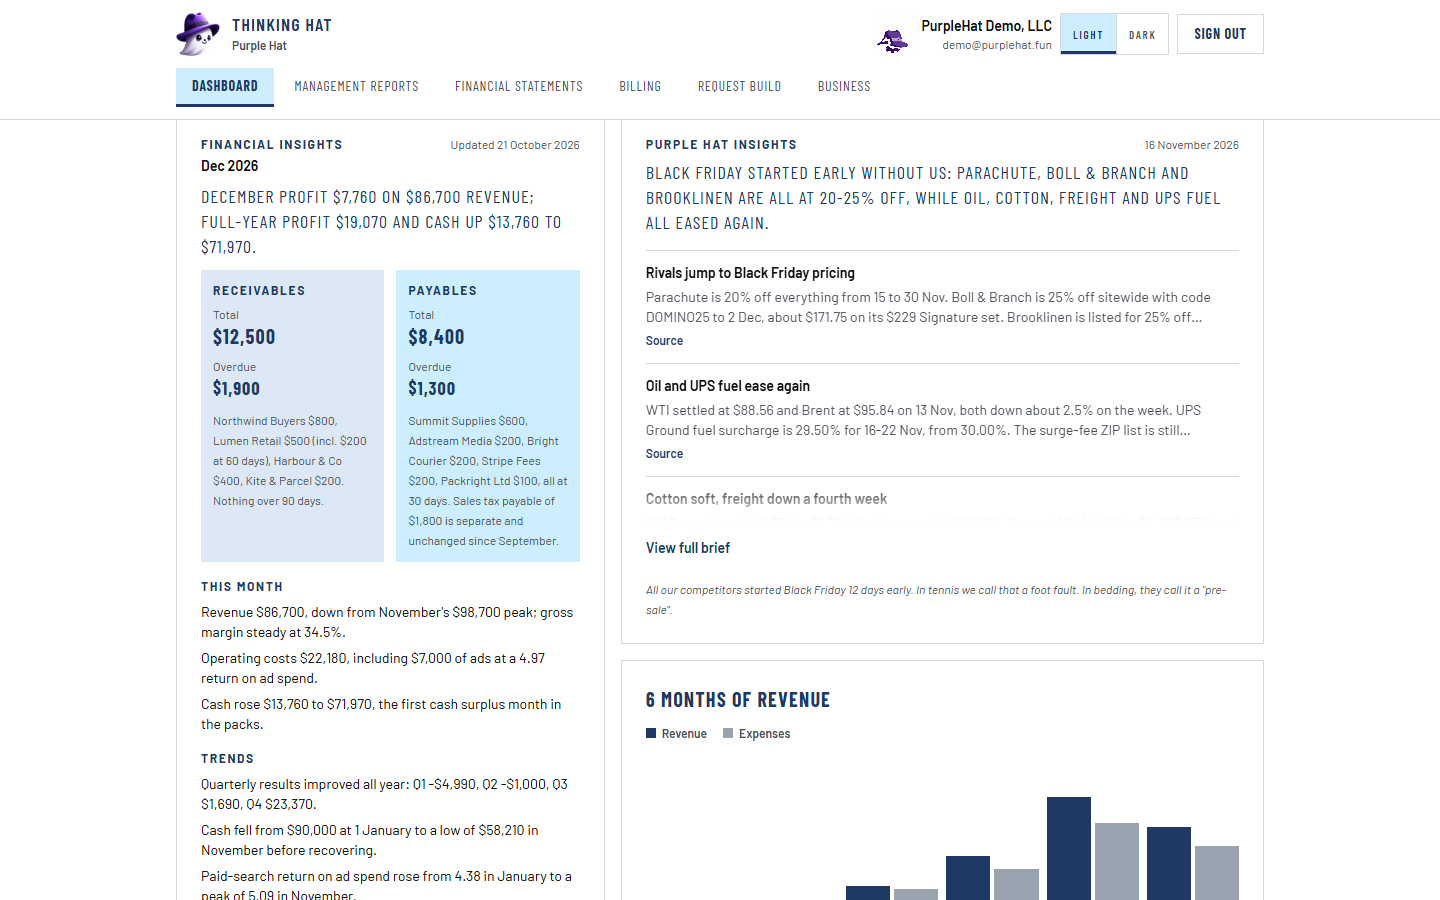 THINKING HAT
Purple Hat
PurpleHat Demo, LLC
demo@purplehat.fun
LIGHT
DARK
SIGN OUT
DASHBOARD
MANAGEMENT REPORTS
FINANCIAL STATEMENTS
BILLING
REQUEST BUILD
BUSINESS
FINANCIAL INSIGHTS
Updated 21 October 2026
Dec 2026
DECEMBER PROFIT $7,760 ON $86,700 REVENUE;
FULL-YEAR PROFIT $19,070 AND CASH UP $13,760 TO
$71,970.
RECEIVABLES
Total
$12,500
Overdue
$1,900
Northwind Buyers $800,
Lumen Retail $500 (incl. $200
at 60 days), Harbour & Co
$400, Kite & Parcel $200.
Nothing over 90 days.
PAYABLES
Total
$8,400
Overdue
$1,300
Summit Supplies $600,
Adstream Media $200, Bright
Courier $200, Stripe Fees
$200, Packright Ltd $100, all at
30 days. Sales tax payable of
$1,800 is separate and
unchanged since September.
THIS MONTH
Revenue $86,700, down from November's $98,700 peak; gross
margin steady at 34.5%.
Operating costs $22,180, including $7,000 of ads at a 4.97
return on ad spend.
Cash rose $13,760 to $71,970, the first cash surplus month in
the packs.
TRENDS
Quarterly results improved all year: Q1 -$4,990, Q2 -$1,000, Q3
$1,690, Q4 $23,370.
Cash fell from $90,000 at 1 January to a low of $58,210 in
November before recovering.
Paid-search return on ad spend rose from 4.38 in January to a
peak of 5.09 in November.
PURPLE HAT INSIGHTS
16 November 2026
BLACK FRIDAY STARTED EARLY WITHOUT US: PARACHUTE, BOLL & BRANCH AND
BROOKLINEN ARE ALL AT 20-25% OFF, WHILE OIL, COTTON, FREIGHT AND UPS FUEL
ALL EASED AGAIN.
Rivals jump to Black Friday pricing
Parachute is 20% off everything from 15 to 30 Nov. Boll & Branch is 25% off sitewide with code
DOMINO25 to 2 Dec, about $171.75 on its $229 Signature set. Brooklinen is listed for 25% off...
Source
Oil and UPS fuel ease again
WTI settled at $88.56 and Brent at $95.84 on 13 Nov, both down about 2.5% on the week. UPS
Ground fuel surcharge is 29.50% for 16-22 Nov, from 30.00%. The surge-fee ZIP list is still...
Source
Cotton soft, freight down a fourth week
View full brief
All our competitors started Black Friday 12 days early. In tennis we call that a foot fault. In bedding, they call it a "pre-
sale".
6 MONTHS OF REVENUE
Revenue
Expenses